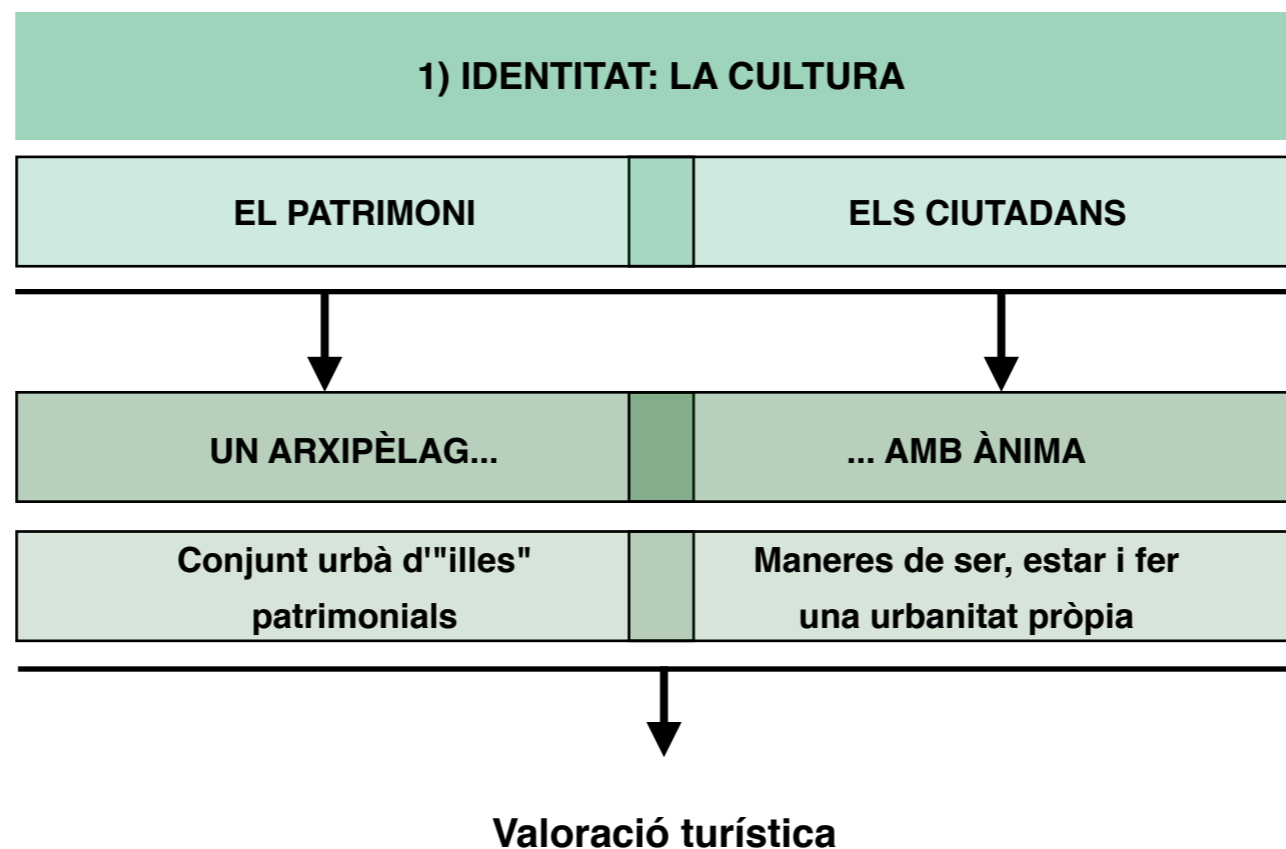 1) IDENTITAT: LA CULTURA
EL PATRIMONI
ELS CIUTADANS
UN ARXIPÈLAG...
... AMB ÀNIMA
Conjunt urbà d'"illes"
patrimonials
Maneres de ser, estar i fer
una urbanitat pròpia
Valoració turística